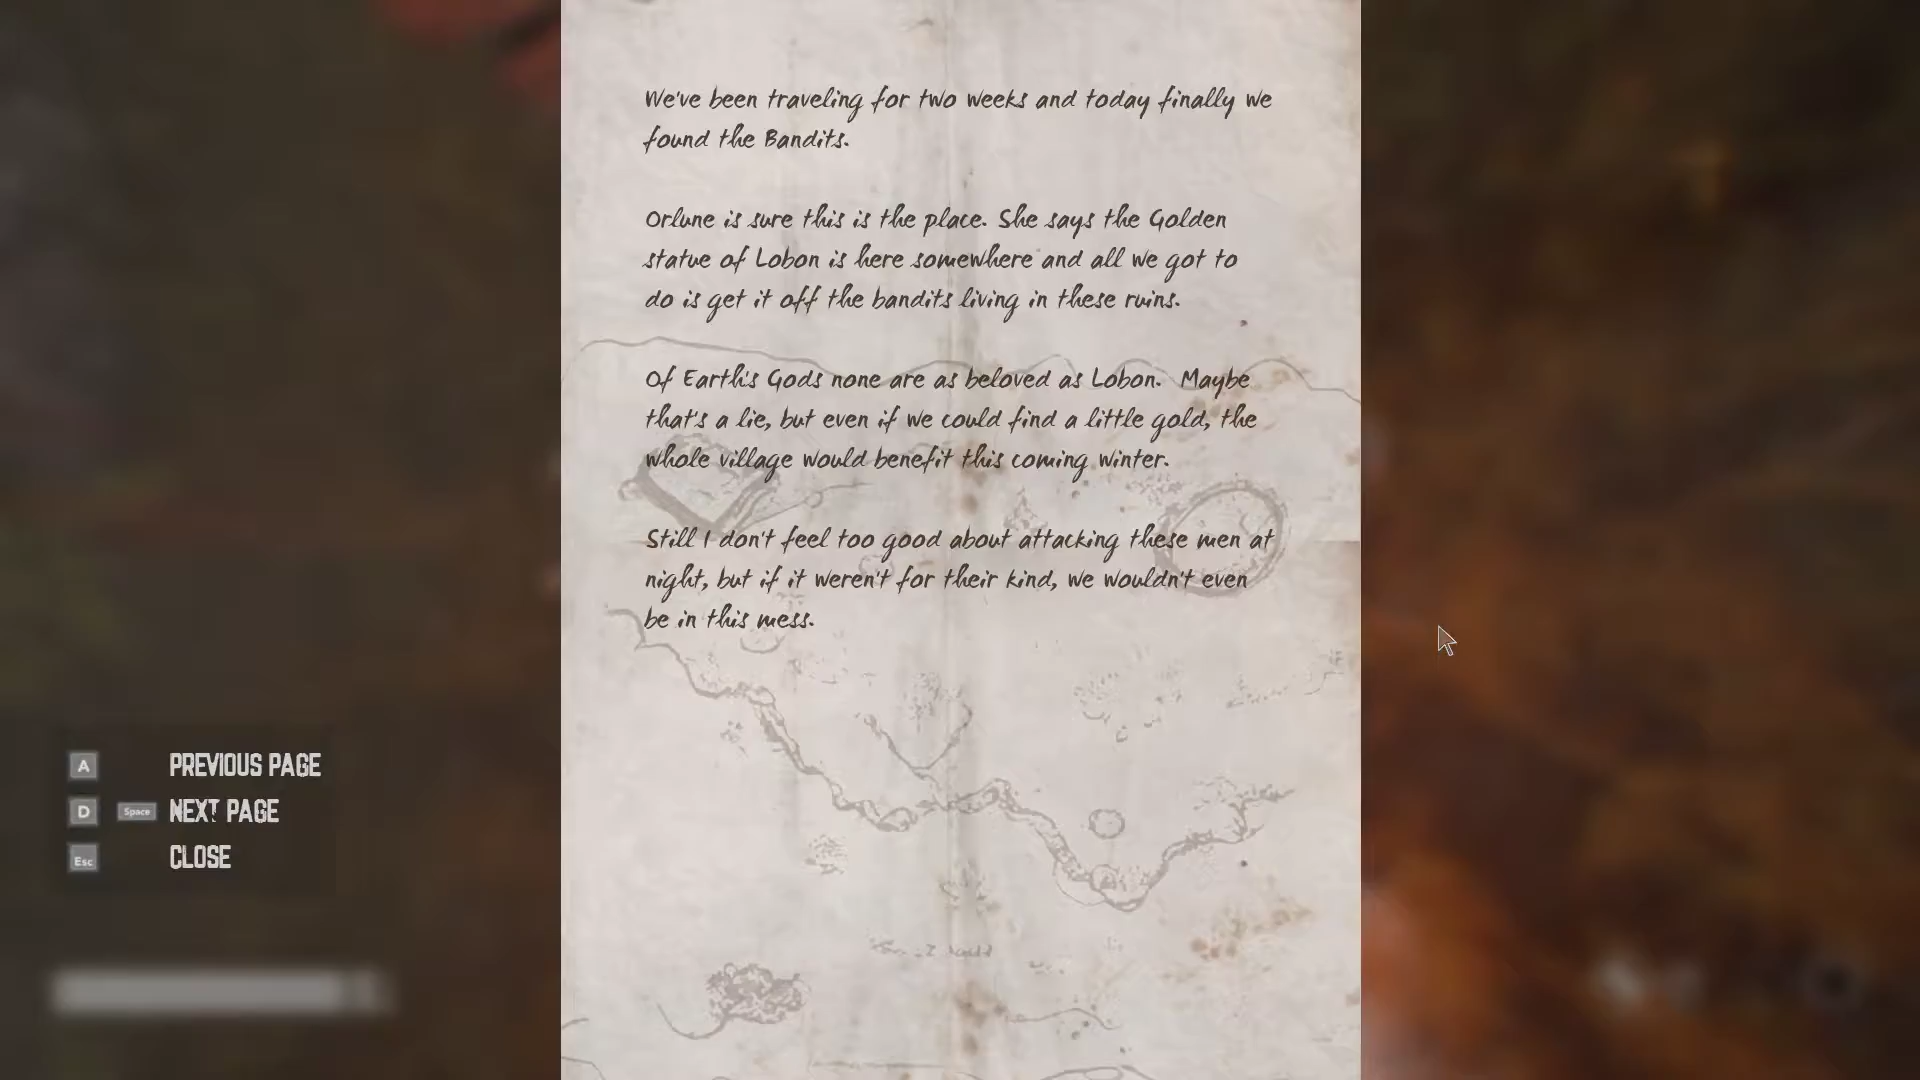 We've been traveling for two weeks and today finally we
found the Bandits.
Orlune is sure this is the place. She says the Golden
statue of Lobon is here somewhere and all we got to
do is get it off the bandits living in these ruins.
Of Earth's Gods none are as beloved as Lobon. Maybe
that's a lie, but even if we could find a little gold, the
whole village would benefit this coming winter.
Still I don't feel too good about attacking these men at
night, but if it weren't for their kind, we wouldn't even
be in this mess.
A PREVIOUS PAGE
D Space NEXT PAGE
Esc CLOSE